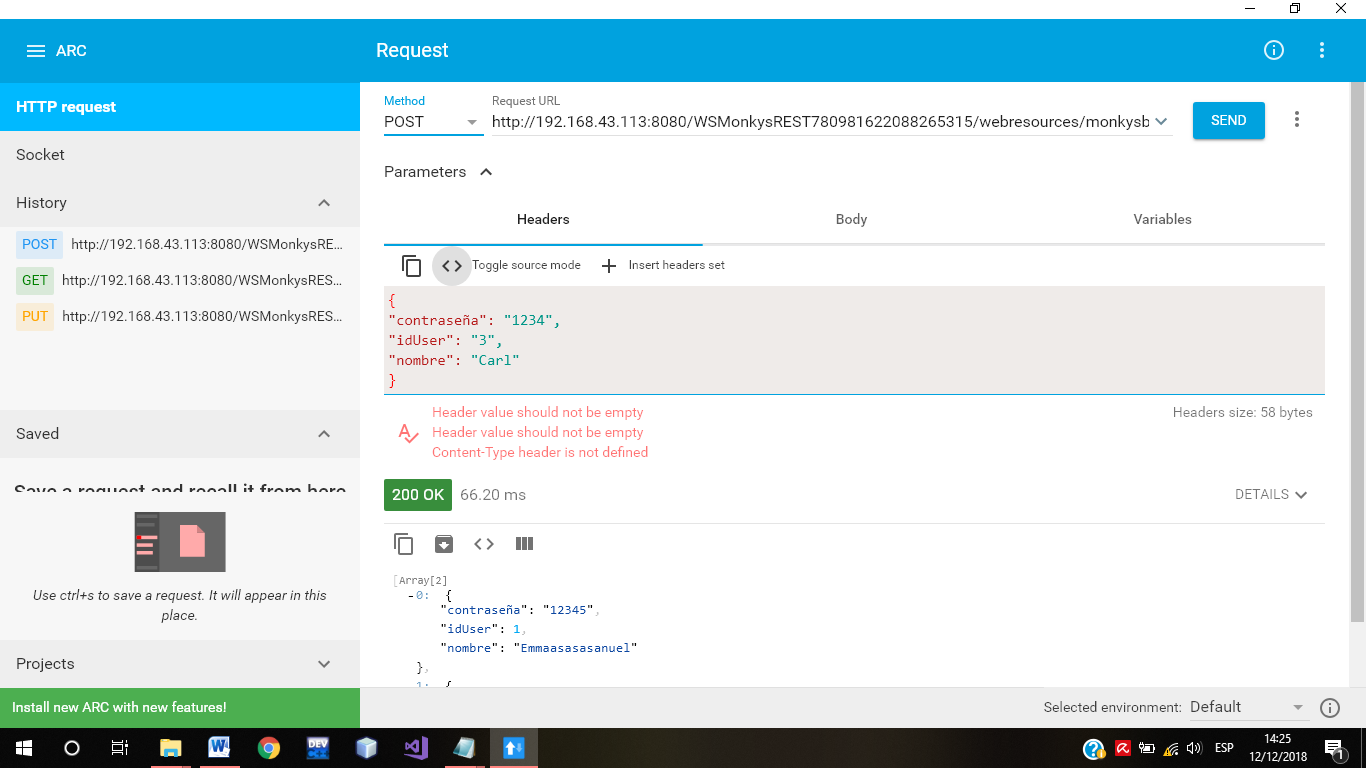 ARC
Request
HTTP request
Socket
History
POST http://192.168.43.113:8080/WSMonkysRE...
GET http://192.168.43.113:8080/WSMonkysRES...
PUT http://192.168.43.113:8080/WSMonkysRES...
Saved
Save a request and recall it from here
Use ctrl+s to save a request. It will appear in this
place.
Projects
Install new ARC with new features!
Method
POST
Request URL
http://192.168.43.113:8080/WSMonkysREST780981622088265315/webresources/monkysb
SEND
Parameters
Headers Body Variables
Toggle source mode Insert headers set
{
"contraseña": "1234",
"idUser": "3",
"nombre": "Carl"
}
Header value should not be empty
Header value should not be empty
Content-Type header is not defined
Headers size: 58 bytes
200 OK 66.20 ms DETAILS
[Array[2]
-0: {
"contraseña": "12345",
"idUser": 1,
"nombre": "Emmaasasasanuel"
},
1: {
Selected environment: Default
DEV
ESP
14:25
12/12/2018
1